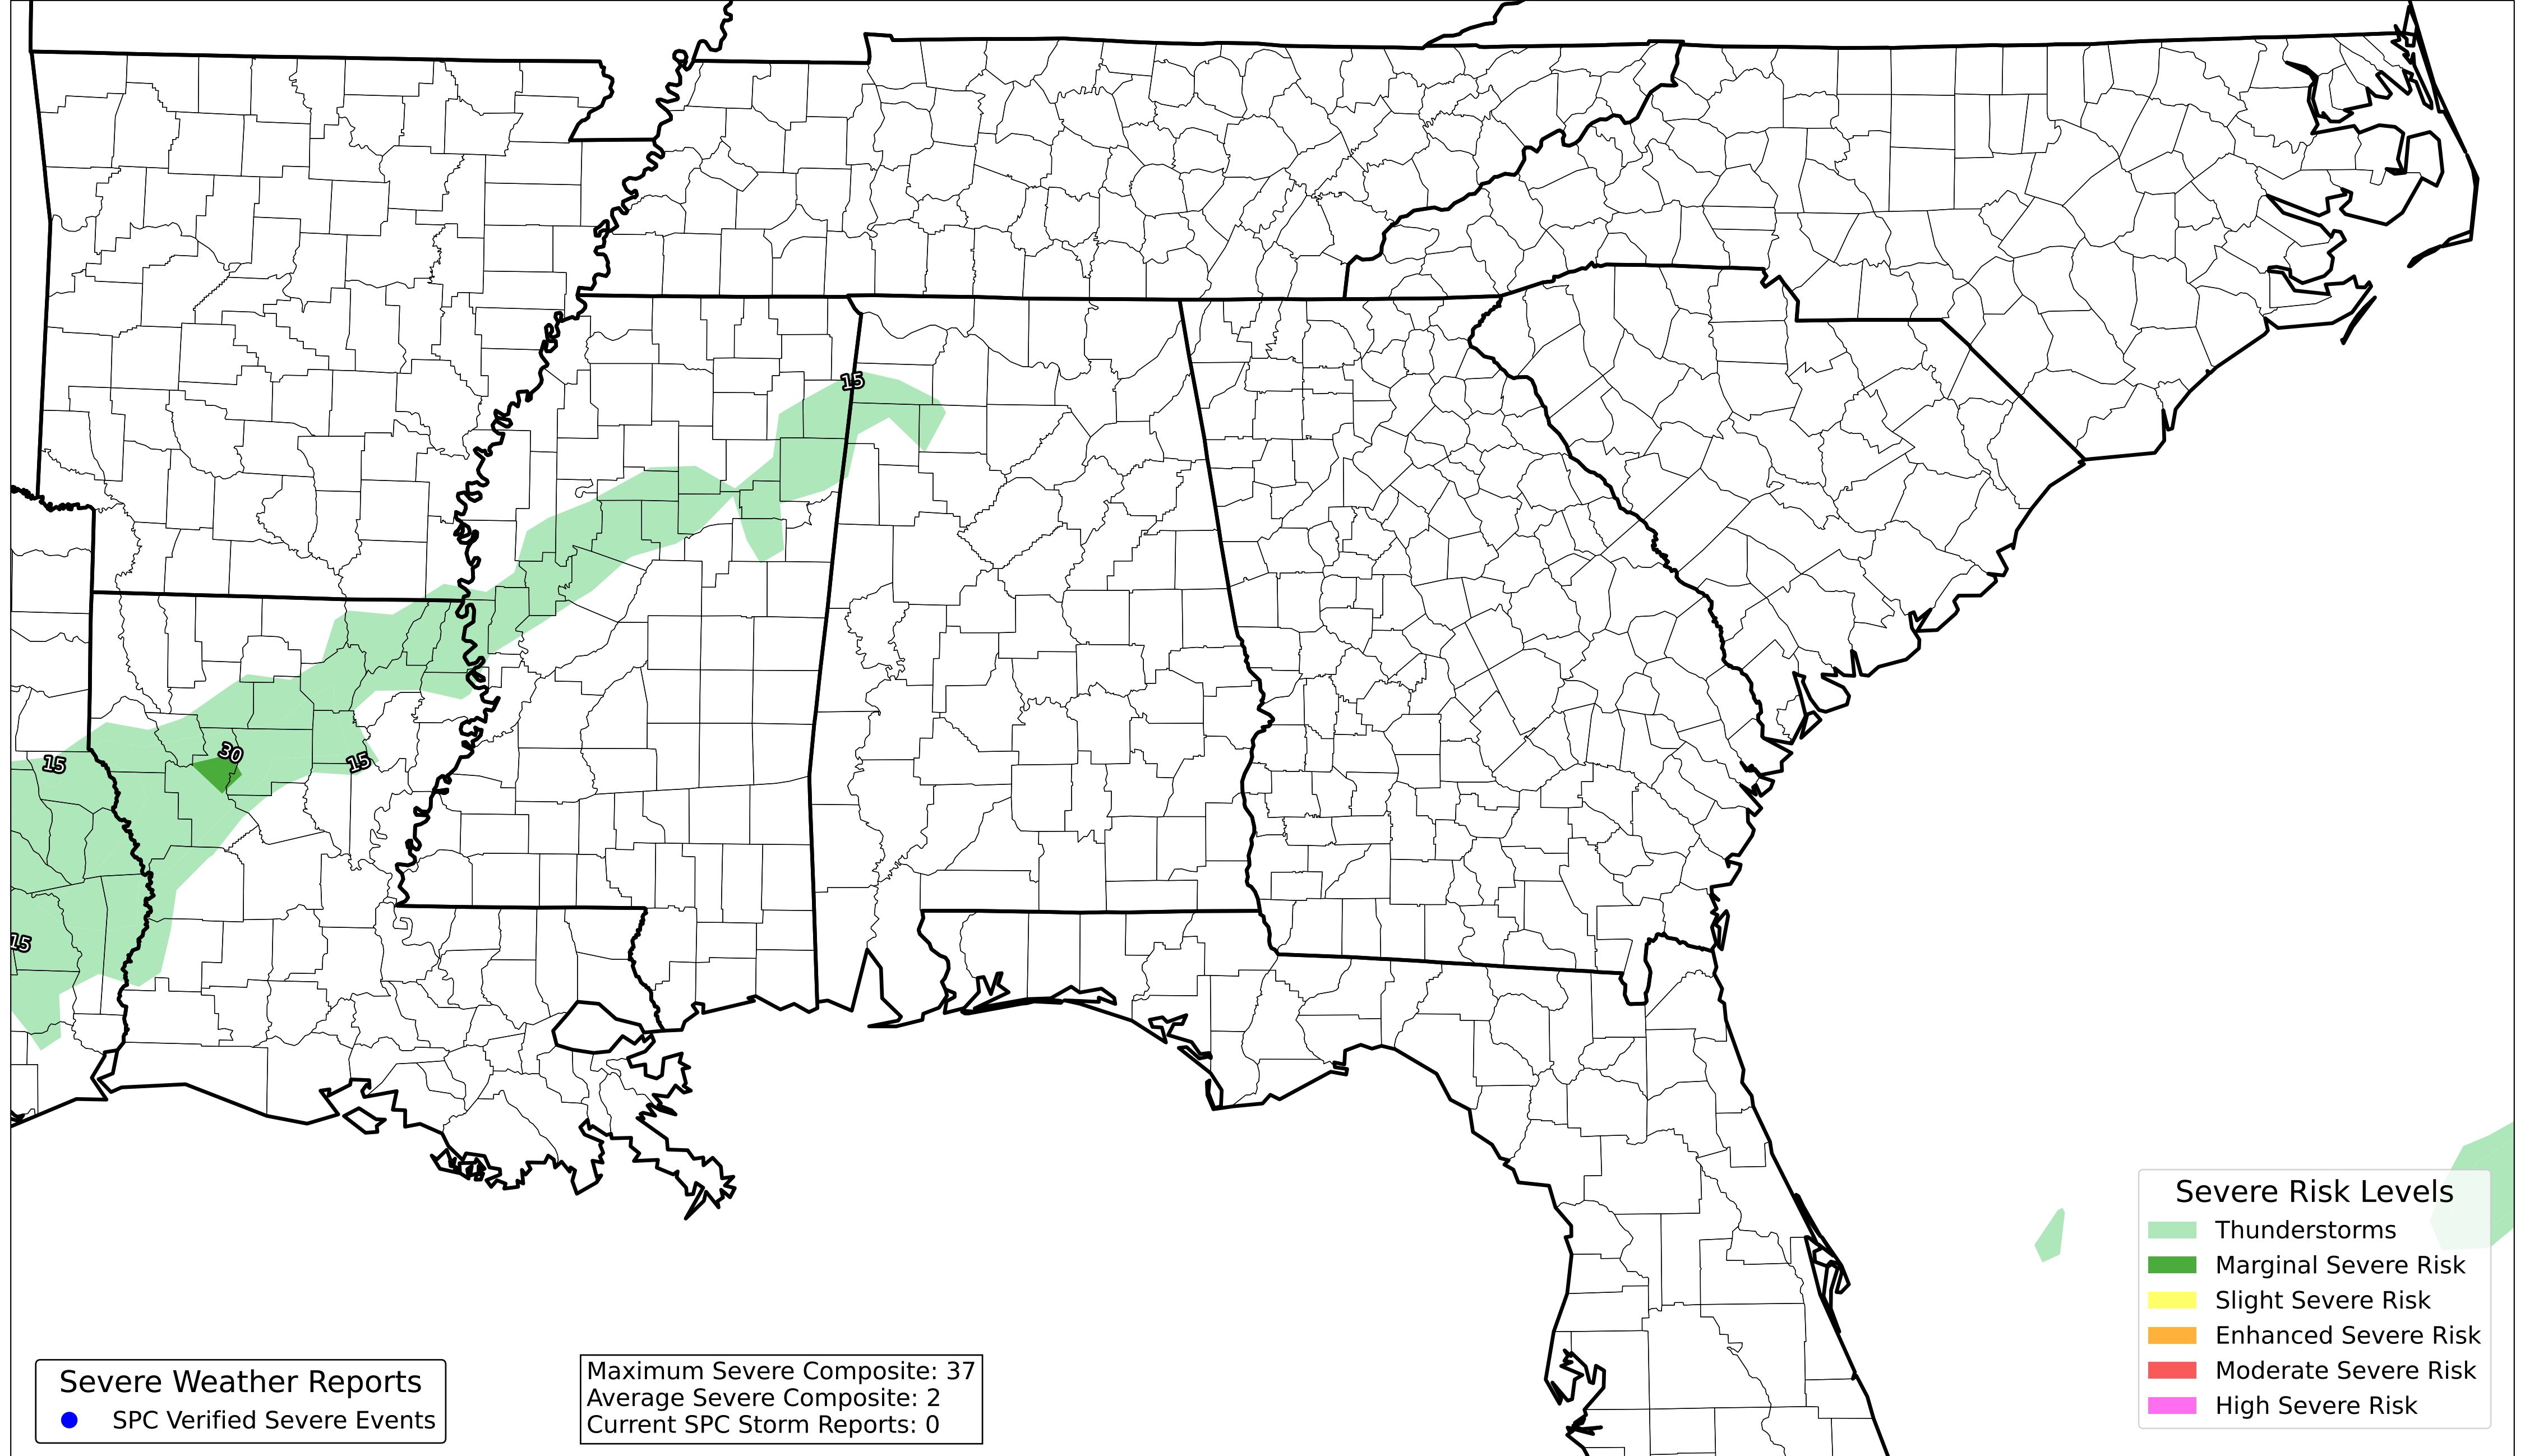 15
15
30
15
15
Severe Risk Levels
Thunderstorms
Marginal Severe Risk
Slight Severe Risk
Enhanced Severe Risk
Moderate Severe Risk
High Severe Risk
Severe Weather Reports
SPC Verified Severe Events
Maximum Severe Composite: 37
Average Severe Composite: 2
Current SPC Storm Reports: 0